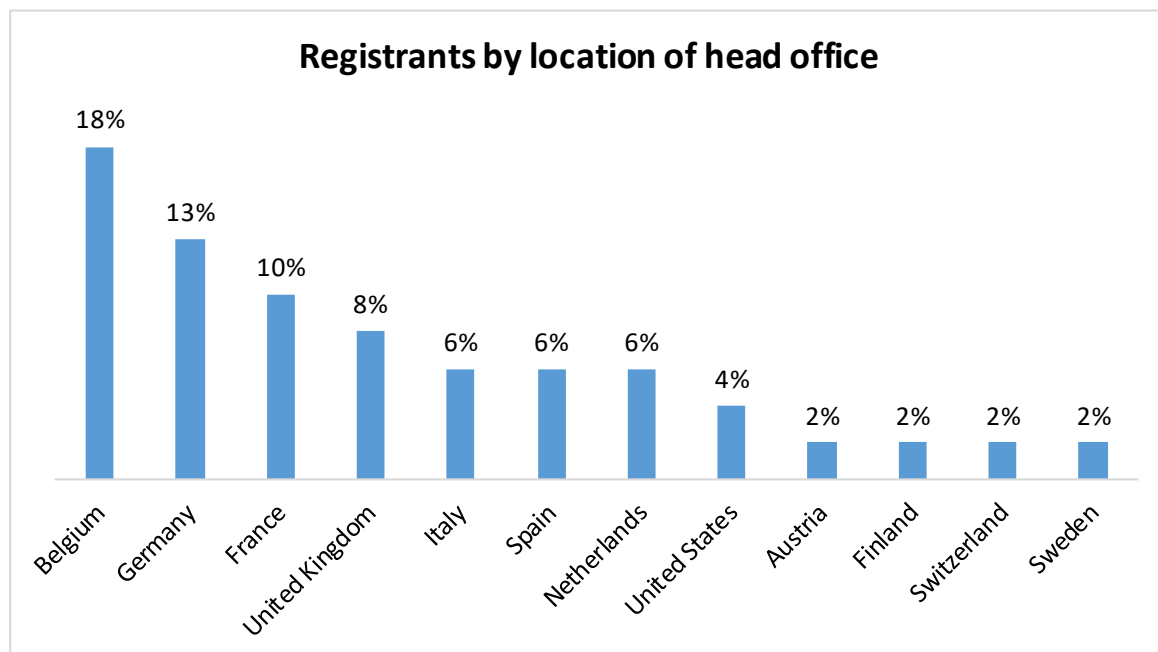 Registrants by location of head office
18%
13%
10%
8%
6%
6%
6%
4%
2%
2%
2%
2%
Belgium
Germany
France
United Kingdom
Italy
Spain
Netherlands
United States
Austria
Finland
Switzerland
Sweden